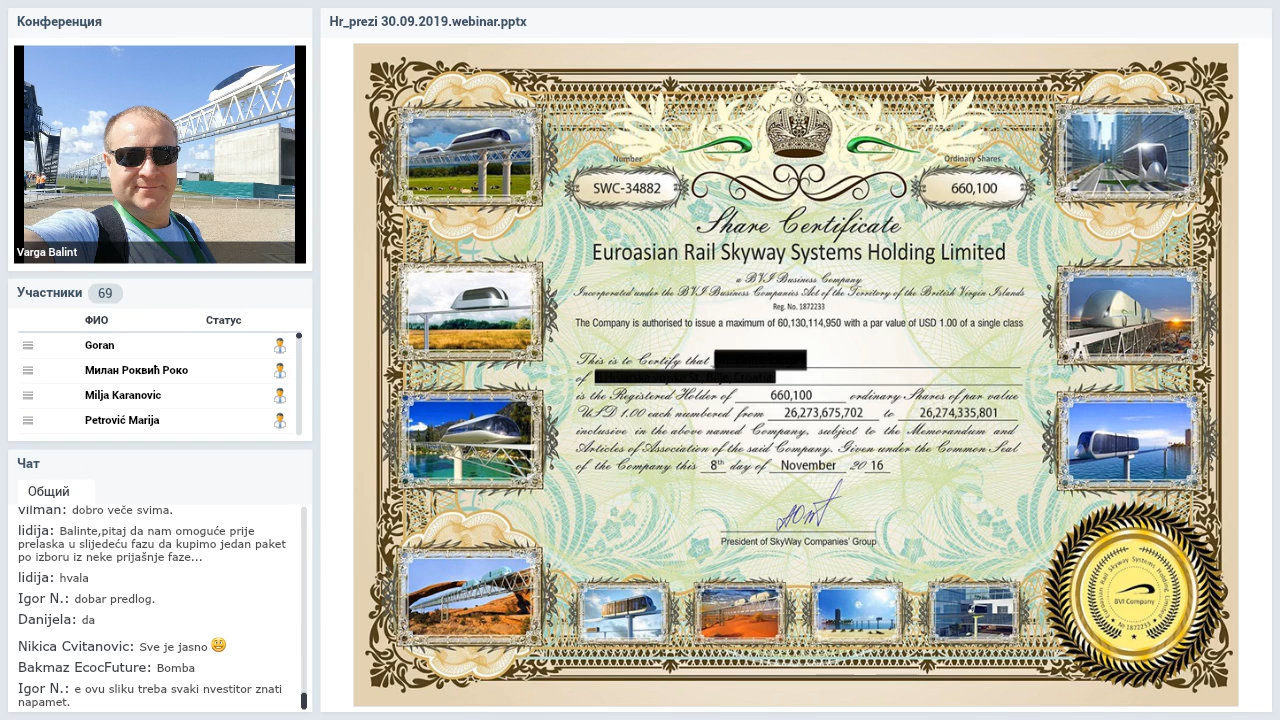 Конференция
Varga Balint
Участники 69
ФИО Статус
Goran
Милан Роквић Роко
Milja Karanovic
Petrović Marija
Чат
Общий
vilman: dobro veče svima.
lidija: Balinte,pitaj da nam omoguće prije
prelaska u slijedeću fazu da kupimo jedan paket
po izboru iz neke prijašnje faze...
lidija: hvala
Igor N.: dobar predlog.
Danijela: da
Nikica Cvitanovic: Sve je jasno
Bakmaz EcocFuture: Bomba
Igor N.: e ovu sliku treba svaki nvestitor znati
napamet.
Hr_prezi 30.09.2019.webinar.pptx
Number
SWC-34882
Ordinary Shares
660,100
Share Certificate
Euroasian Rail Skyway Systems Holding Limited
a BVI Business Company
Incorporated under the BVI Business Companies Act of the Territory of the British Virgin Islands
Reg. No. 1872233
The Company is authorised to issue a maximum of 60,130,114,950 with a par value of USD 1.00 of a single class
This is to Certify that
of
is the Registered Holder of 660,100 ordinary Shares of par value
USD 1.00 each numbered from 26,273,675,702 to 26,274,335,801
inclusive in the above named Company, subject to the Memorandum and
Articles of Association of the said Company. Given under the Common Seal
of the Company this 8th day of November 20 16
President of SkyWay Companies' Group
Rail Skyway Systems Holding
BVI Company
№ 1872233